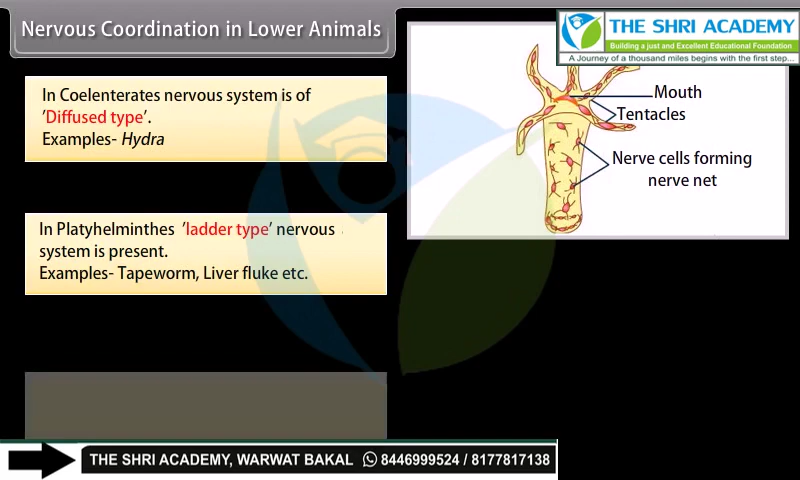 Nervous Coordination in Lower Animals
THE SHRI ACADEMY
Building a just and Excellent Educational Foundation
A Journey of a thousand miles begins with the first step...
In Coelenterates nervous system is of
'Diffused type'.
Examples- Hydra
Mouth
Tentacles
Nerve cells forming
nerve net
In Platyhelminthes 'ladder type' nervous
system is present.
Examples- Tapeworm, Liver fluke etc.
THE SHRI ACADEMY, WARWAT BAKAL 8446999524 / 8177817138